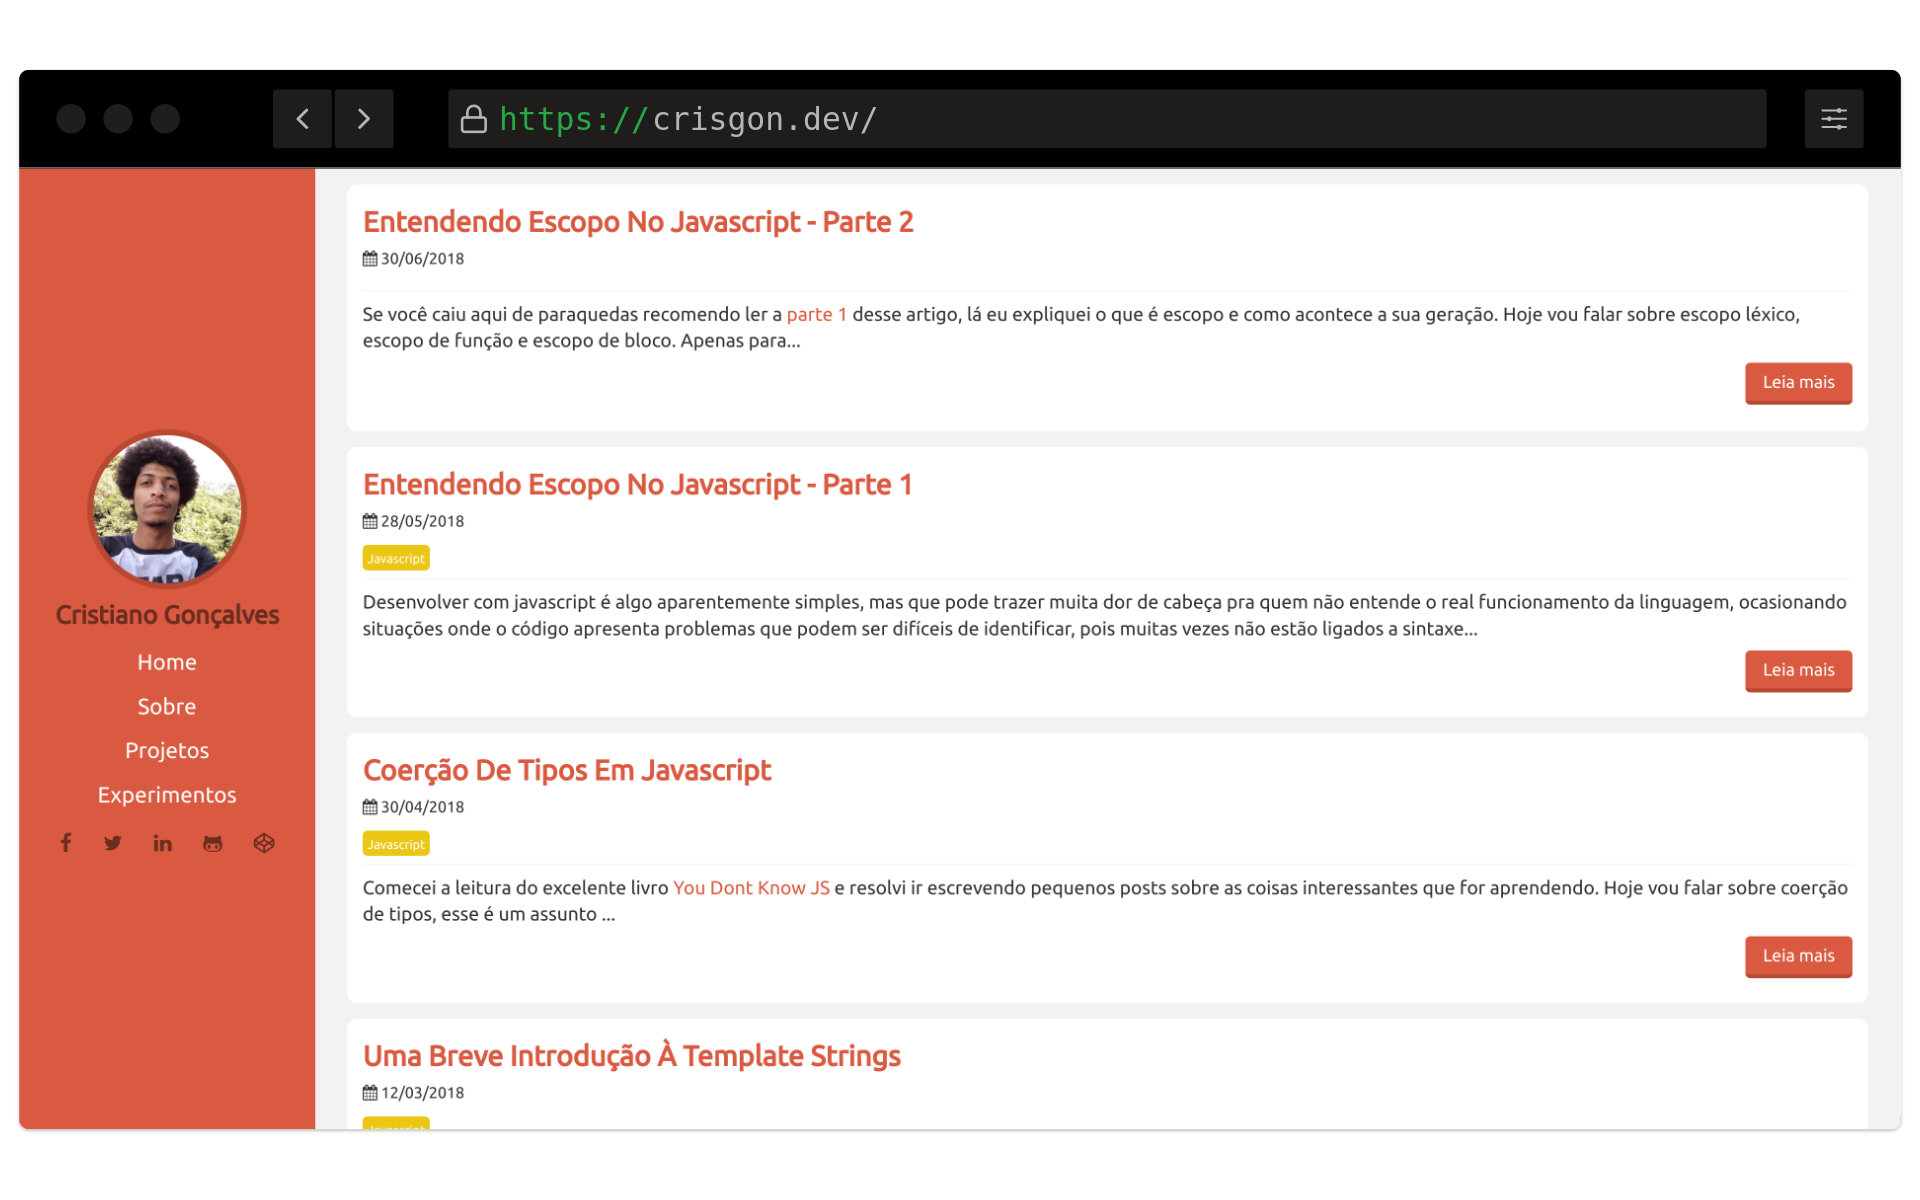 https://crisgon.dev/
Cristiano Gonçalves
Home
Sobre
Projetos
Experimentos
Entendendo Escopo No Javascript - Parte 2
30/06/2018
Se você caiu aqui de paraquedas recomendo ler a parte 1 desse artigo, lá eu expliquei o que é escopo e como acontece a sua geração. Hoje vou falar sobre escopo léxico,
escopo de função e escopo de bloco. Apenas para...
Leia mais
Entendendo Escopo No Javascript - Parte 1
28/05/2018
Javascript
Desenvolver com javascript é algo aparentemente simples, mas que pode trazer muita dor de cabeça pra quem não entende o real funcionamento da linguagem, ocasionando
situações onde o código apresenta problemas que podem ser difíceis de identificar, pois muitas vezes não estão ligados a sintaxe...
Leia mais
Coerção De Tipos Em Javascript
30/04/2018
Javascript
Comecei a leitura do excelente livro You Dont Know JS e resolvi ir escrevendo pequenos posts sobre as coisas interessantes que for aprendendo. Hoje vou falar sobre coerção
de tipos, esse é um assunto ...
Leia mais
Uma Breve Introdução À Template Strings
12/03/2018
Javascript